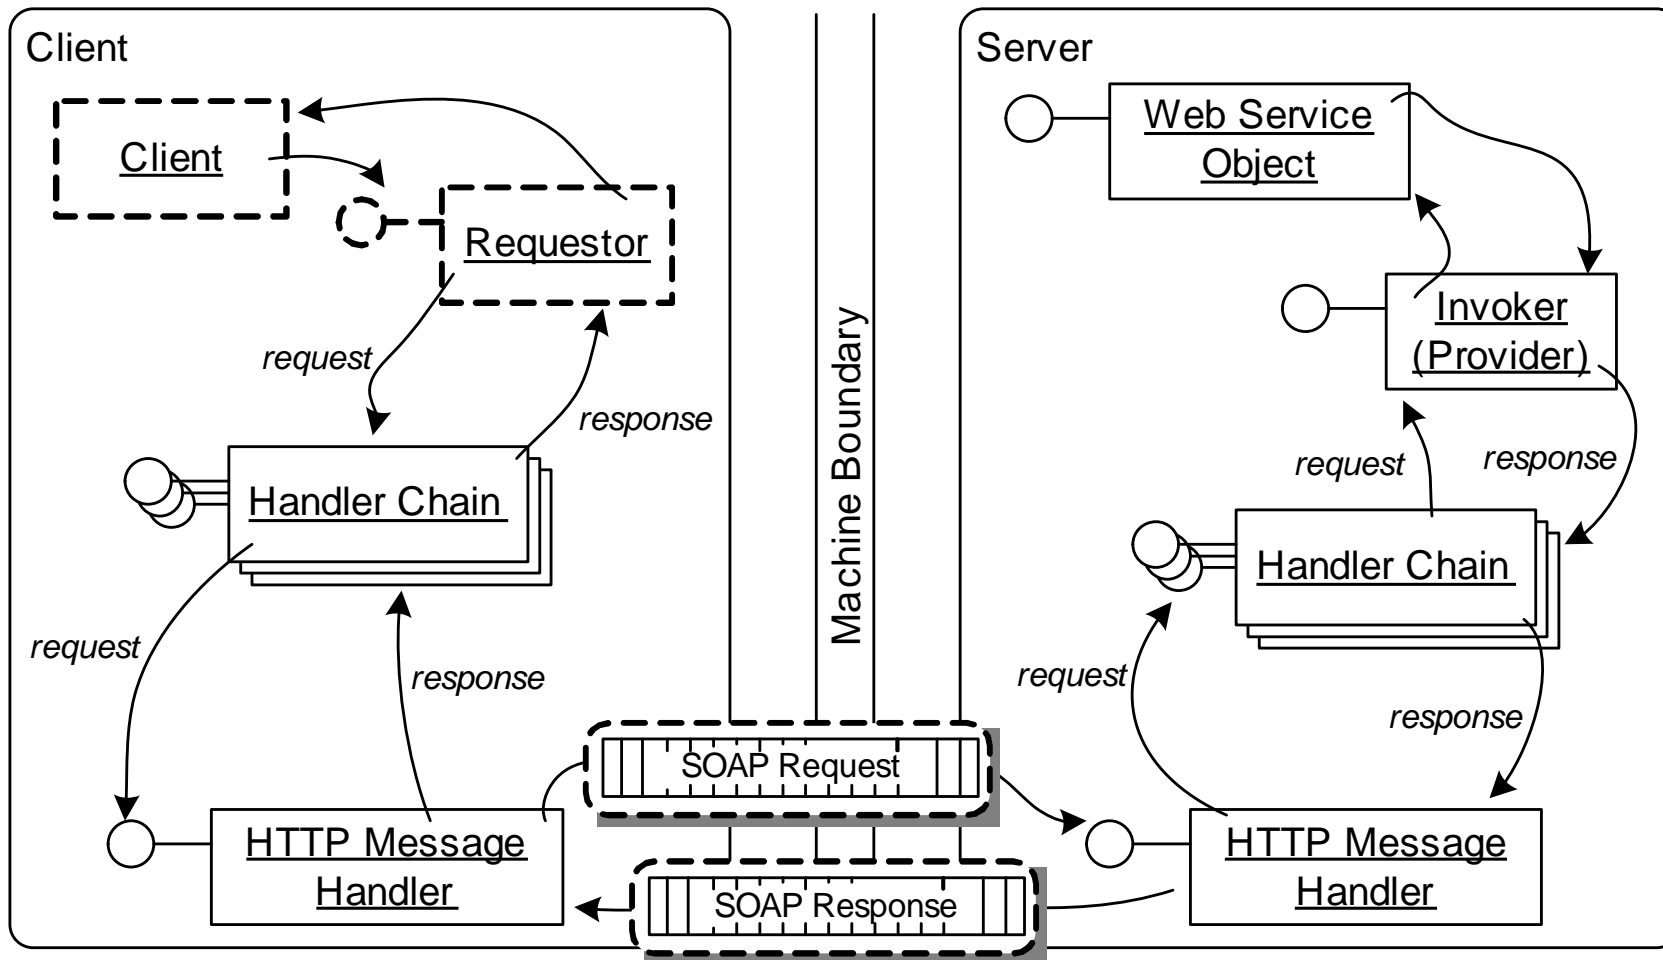 Client
Client
Requestor
request
response
Handler Chain
request
response
HTTP Message
Handler
Machine Boundary
SOAP Request
SOAP Response
Server
Web Service
Object
Invoker
(Provider)
request
response
Handler Chain
request
response
HTTP Message
Handler